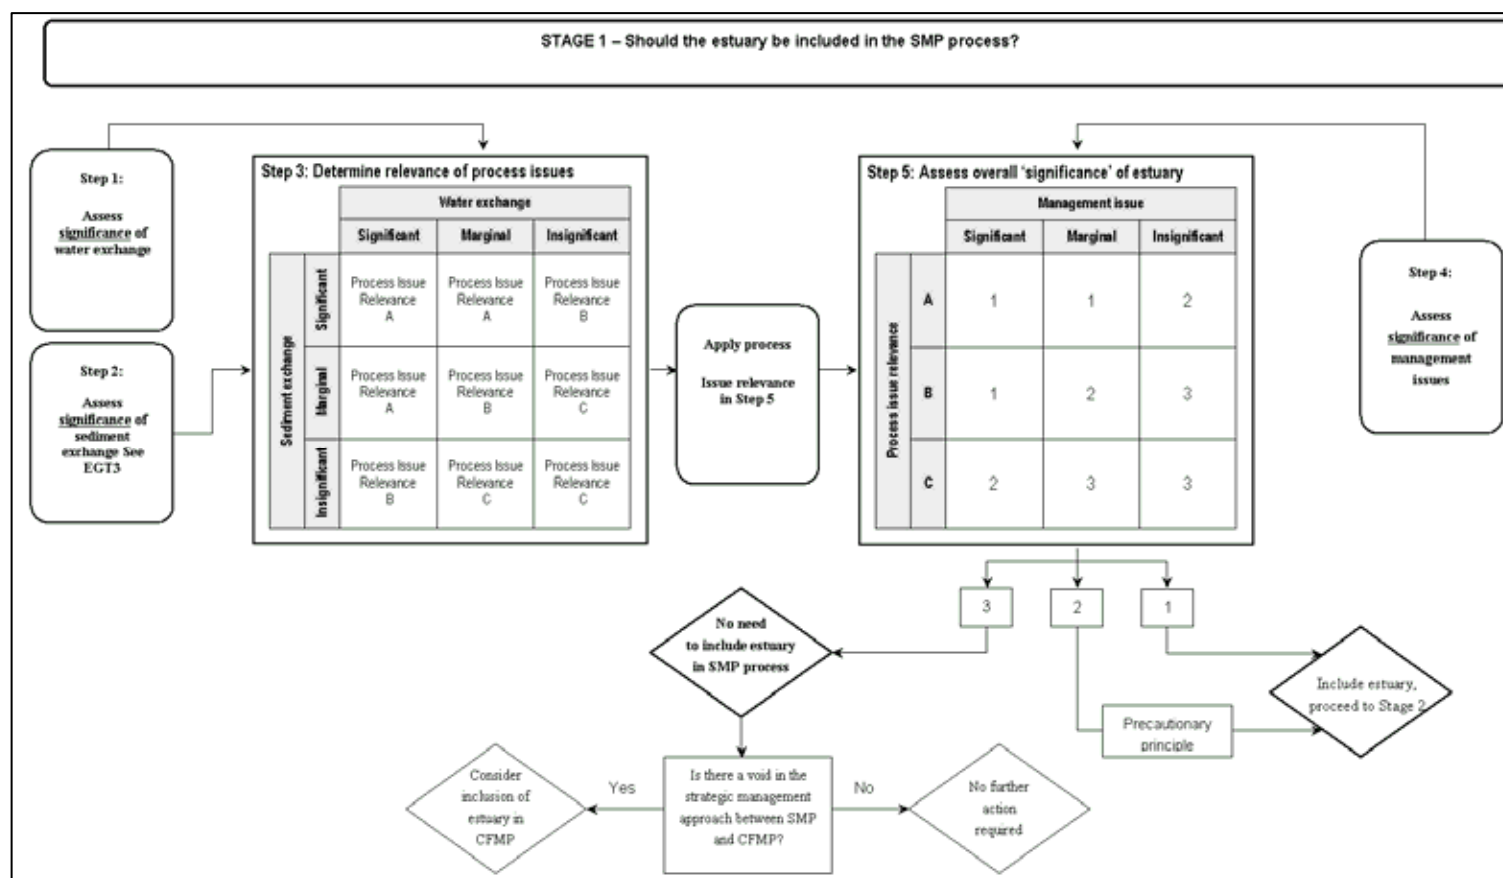 STAGE 1 – Should the estuary be included in the SMP process?
Step 1:
Assess
significance of
water exchange
Step 2:
Assess
significance of
sediment
exchange See
EGT3
Step 3: Determine relevance of process issues
Water exchange
Significant Marginal Insignificant
Sediment exchange
Significant
Process Issue Process Issue Process Issue
Relevance Relevance Relevance
A A B
Marginal
Process Issue Process Issue Process Issue
Relevance Relevance Relevance
A B C
Insignificant
Process Issue Process Issue Process Issue
Relevance Relevance Relevance
B C C
Apply process
Issue relevance
in Step 5
Step 5: Assess overall ‘significance’ of estuary
Management issue
Significant Marginal Insignificant
Process issue relevance
A 1 1 2
B 1 2 3
C 2 3 3
Step 4:
Assess
significance of
management
issues
3 2 1
No need
to include estuary
in SMP process
Include estuary,
proceed to Stage 2
Precautionary
principle
Consider
inclusion of
estuary in
CFMP
Yes
Is there a void in the
strategic management
approach between SMP
and CFMP?
No
No further
action
required